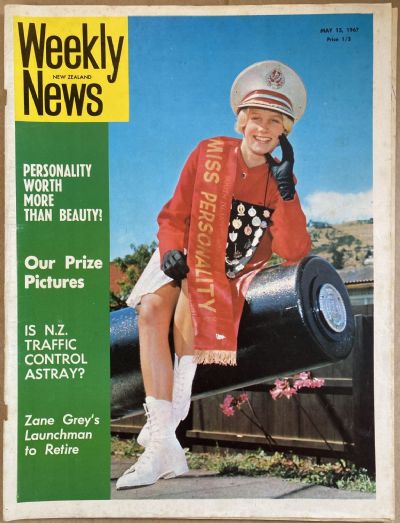 Weekly
NEW ZEALAND
News
MAY 15, 1967
Price 1/3
PERSONALITY
WORTH
MORE
THAN BEAUTY?
Our Prize
Pictures
IS N.Z.
TRAFFIC
CONTROL
ASTRAY?
Zane Grey's
Launchman
to Retire
MISS PERSONALITY